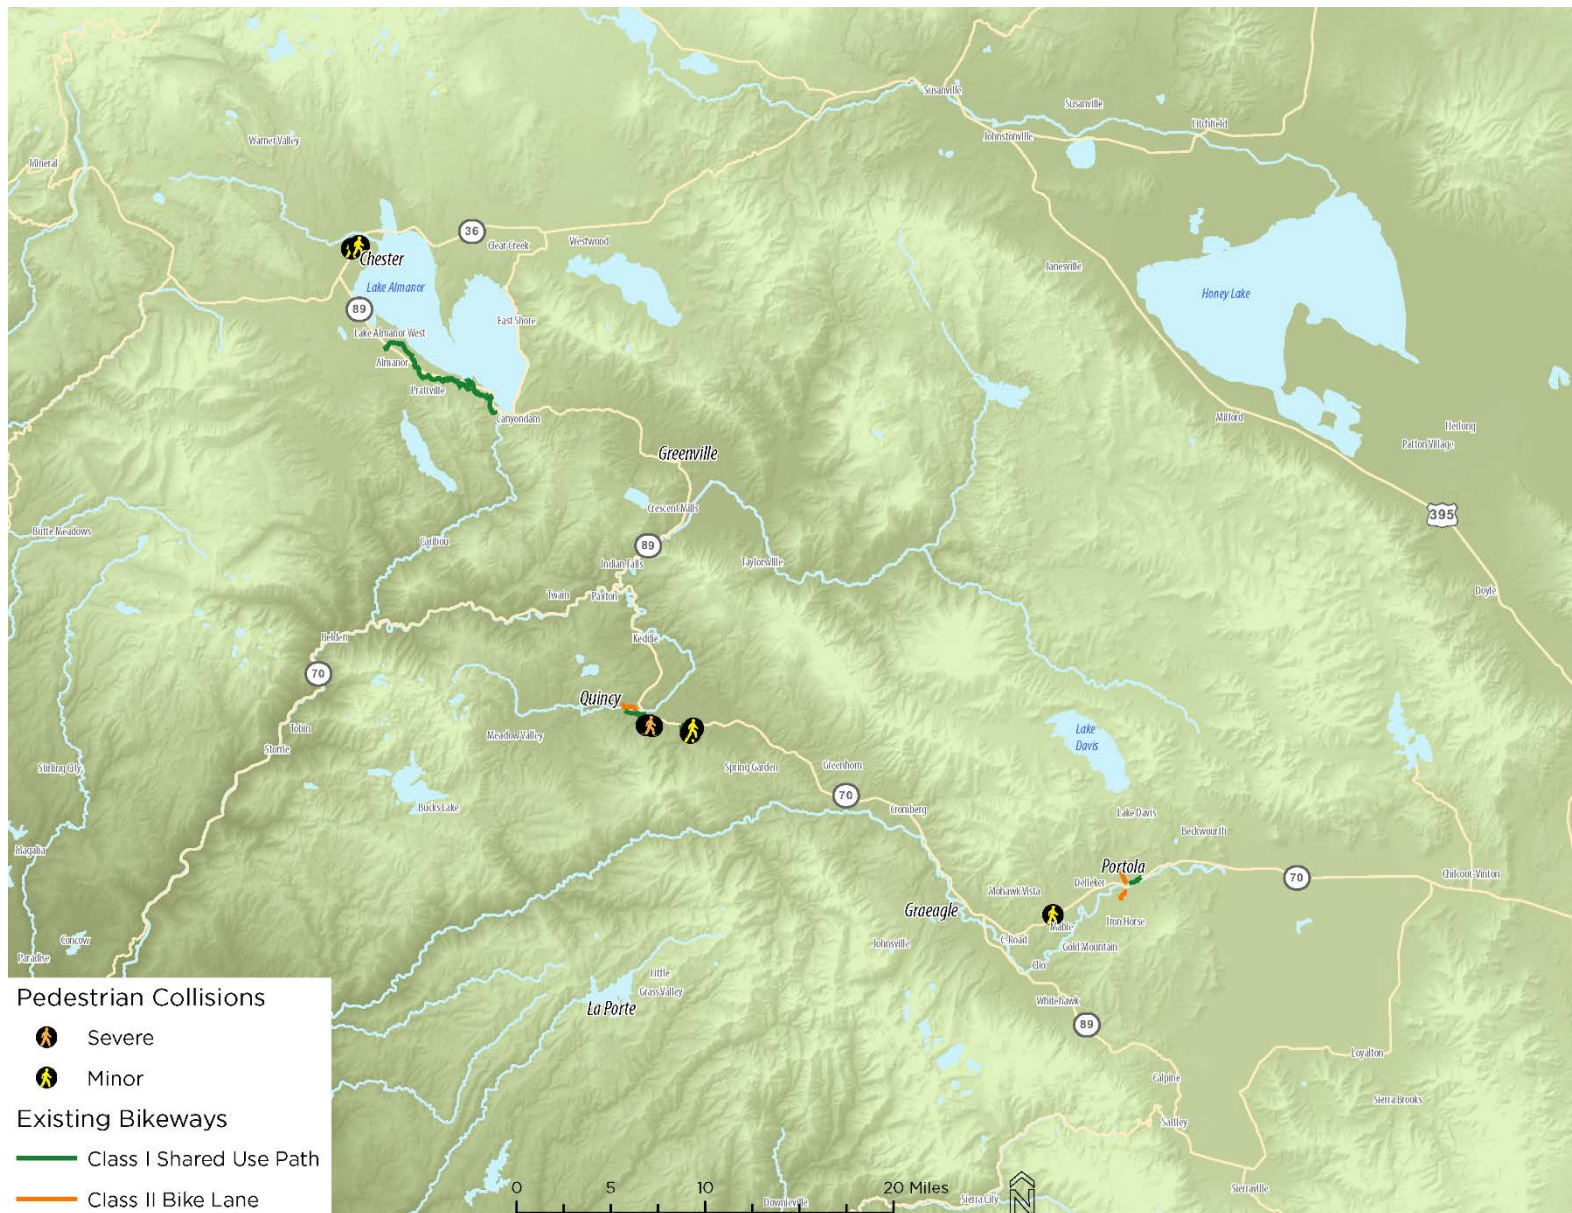 Susanville
Susanville
Litchfield
Johnstonville
Warner Valley
Mineral
36
Clear Creek
Westwood
Chester
Janesville
Lake Almanor
Honey Lake
89
East Shore
Lake Almanor West
Almanor
Prattville
Canyondam
Milford
Herlong
Patton Village
Greenville
Crescent Mills
395
Butte Meadows
Caribou
89
Indian Falls
Taylorsville
Twain
Paxton
Doyle
Belden
Keddie
70
Quincy
Tobin
Meadow Valley
Storrie
Lake
Davis
Stirling City
Spring Garden
Greenhorn
Bucks Lake
70
Cromberg
Lake Davis
Beckwourth
Magalia
Portola
Delleker
70
Chilcoot-Vinton
Mohawk Vista
Graeagle
Iron Horse
Mabie
C-Road
Gold Mountain
Johnsville
Concow
Paradise
Clio
Little
Grass Valley
La Porte
Whitehawk
89
Loyalton
Calpine
Sierra Brooks
Sattley
Sierraville
Sierra City
Downieville
Pedestrian Collisions
Severe
Minor
Existing Bikeways
Class I Shared Use Path
Class II Bike Lane
0 5 10 20 Miles
N